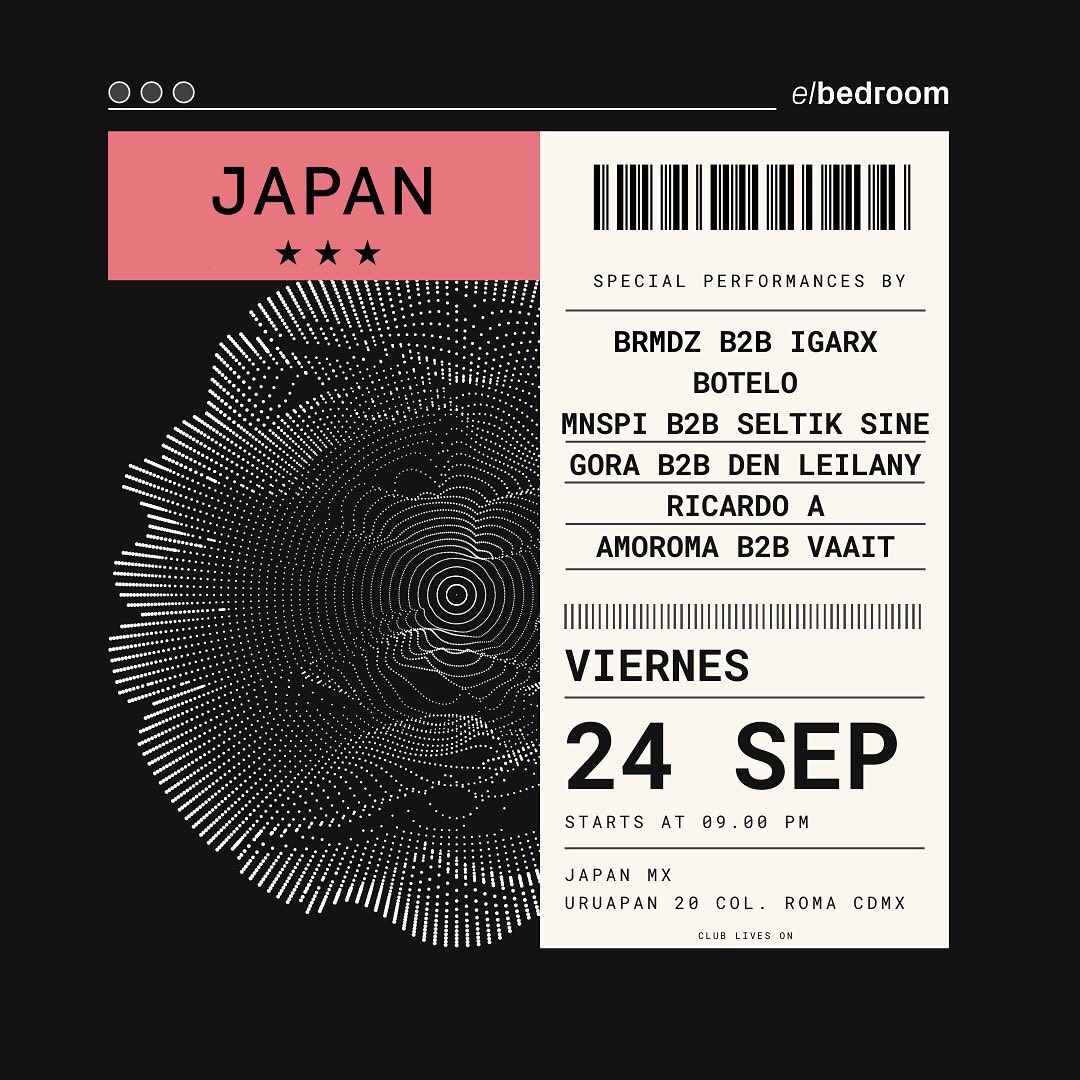 el bedroom
JAPAN
★ ★ ★
SPECIAL PERFORMANCES BY
BRMDZ B2B IGARX
BOTELO
MNSPI B2B SELTIK SINE
GORA B2B DEN LEILANY
RICARDO A
AMOROMA B2B VAAIT
VIERNES
24 SEP
STARTS AT 09.00 PM
JAPAN MX
URUAPAN 20 COL. ROMA CDMX
CLUB LIVES ON